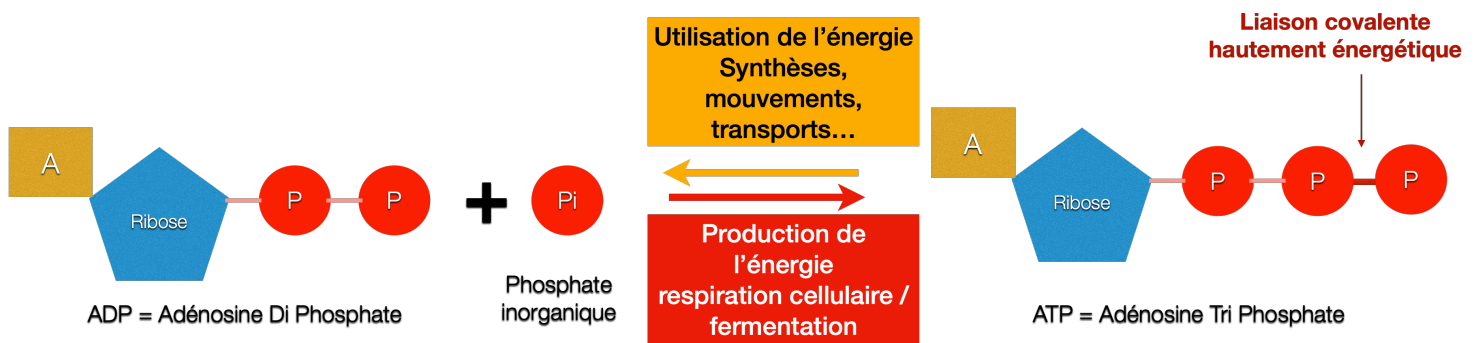 A
Ribose
P
P
ADP = Adénosine Di Phosphate
Pi
Phosphate
inorganique
Utilisation de l’énergie
Synthèses,
mouvements,
transports…
Production de
l’énergie
respiration cellulaire /
fermentation
Liaison covalente
hautement énergétique
A
Ribose
P
P
P
ATP = Adénosine Tri Phosphate